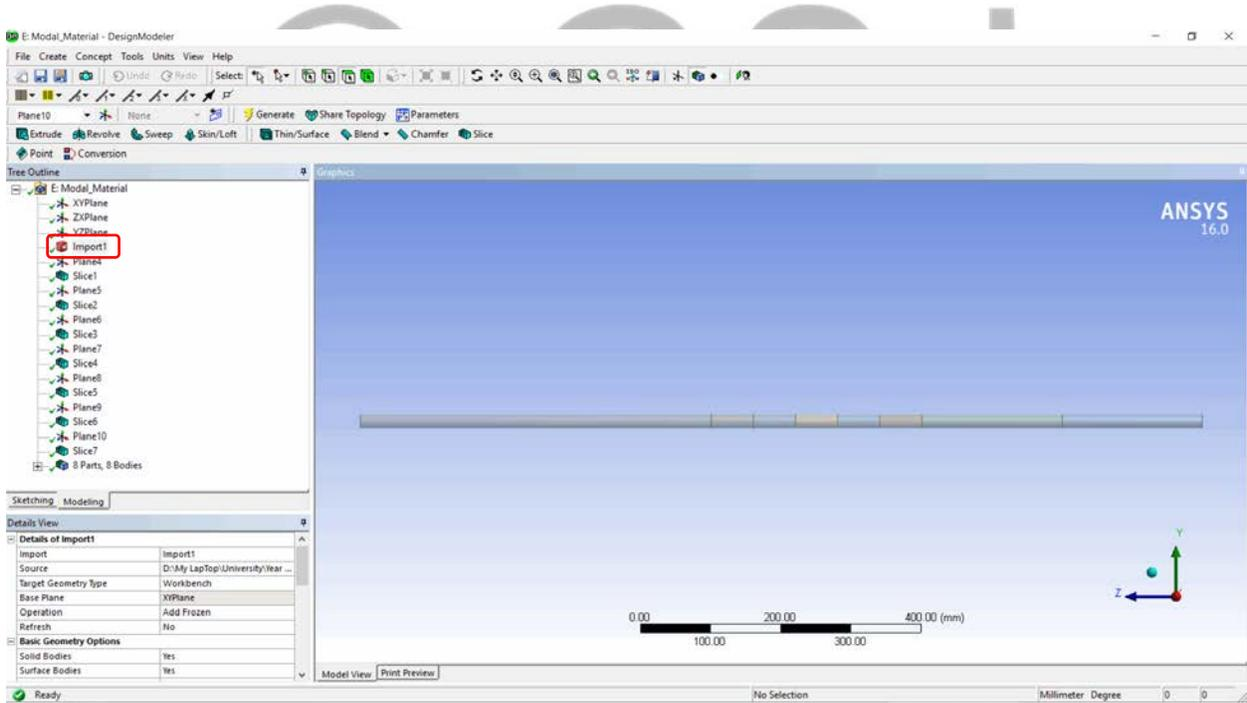 E: Modal_Material - DesignModeler
File Create Concept Tools Units View Help
Undo Redo Select:
Plane10 None Generate Share Topology Parameters
Extrude Revolve Sweep Skin/Loft Thin/Surface Blend Chamfer Slice
Point Conversion
Tree Outline
Graphics
E: Modal_Material
XYPlane
ZXPlane
YZPlane
Import1
Plane4
Slice1
Plane5
Slice2
Plane6
Slice3
Plane7
Slice4
Plane8
Slice5
Plane9
Slice6
Plane10
Slice7
8 Parts, 8 Bodies
Sketching Modeling
Details View
Details of Import1
Import Import1
Source D:\My LapTop\University\Year ...
Target Geometry Type Workbench
Base Plane XYPlane
Operation Add Frozen
Refresh No
Basic Geometry Options
Solid Bodies Yes
Surface Bodies Yes
ANSYS
16.0
Y
Z
0.00 200.00 400.00 (mm)
100.00 300.00
Model View Print Preview
Ready No Selection Millimeter Degree 0 0